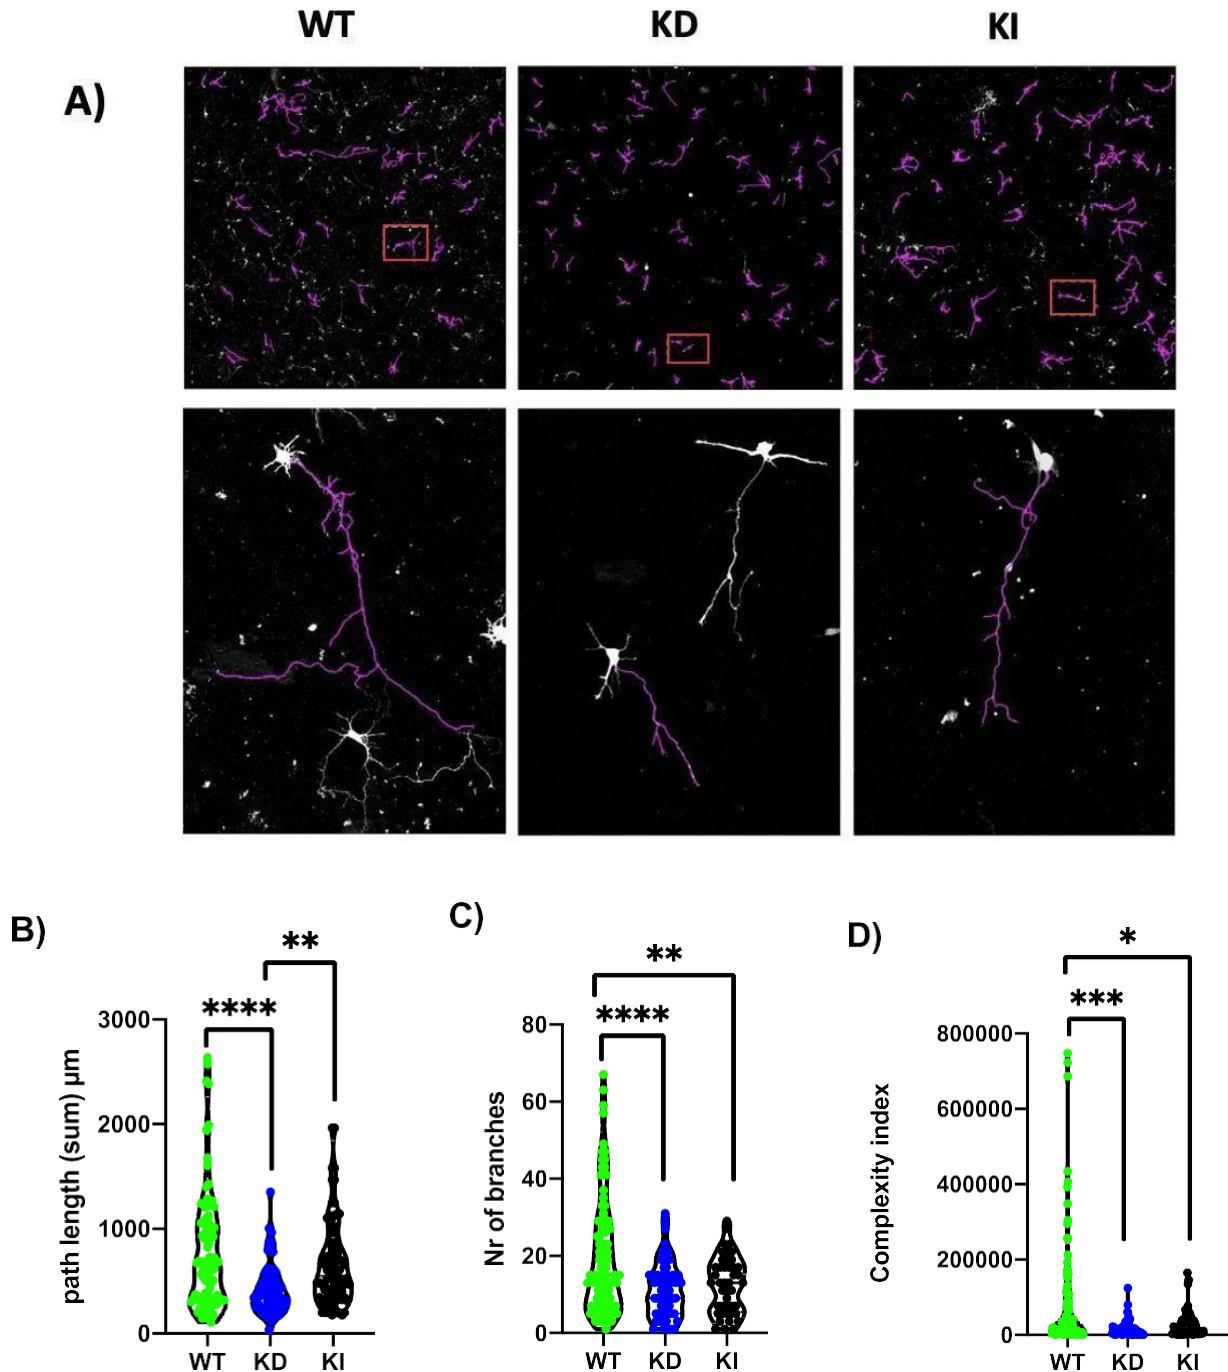 WT KD KI
A)
B)
**
****
3000
2000
1000
0
path length (sum) µm
WT KD KI
C)
**
****
80
60
40
20
0
Nr of branches
WT KD KI
D)
*
***
800000
600000
400000
200000
0
Complexity index
WT KD KI